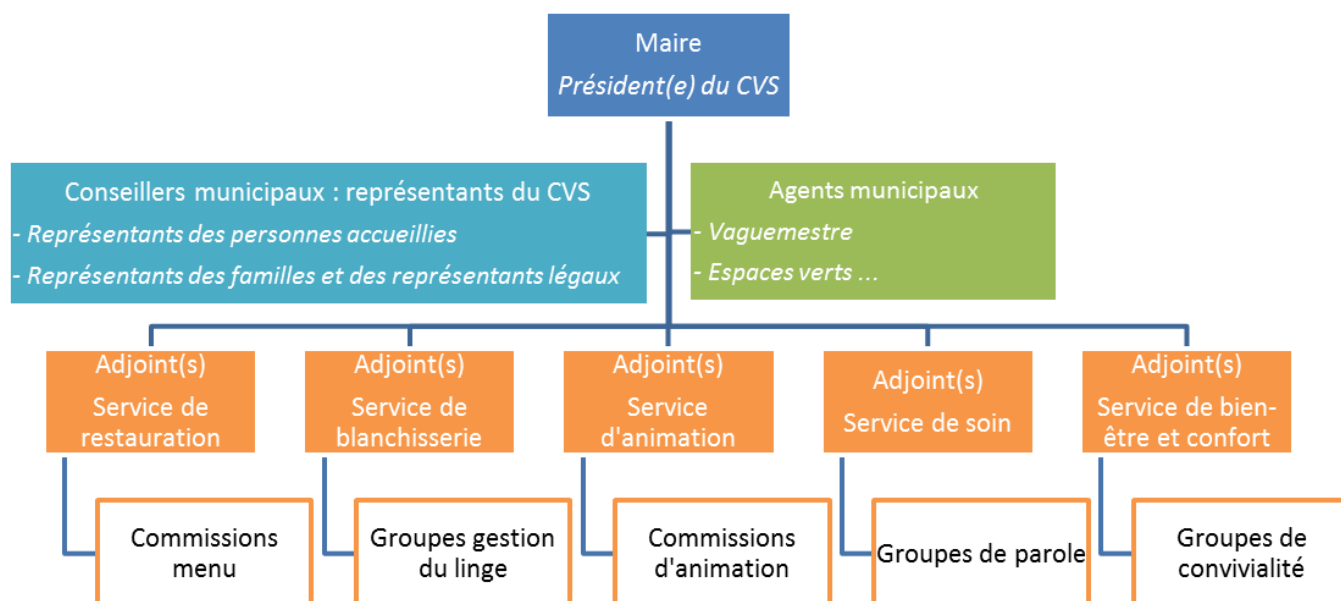 Maire
Président(e) du CVS
Conseillers municipaux : représentants du CVS
- Représentants des personnes accueillies
- Représentants des familles et des représentants légaux
Agents municipaux
- Vaguemestre
- Espaces verts ...
Adjoint(s)
Service de
restauration
Adjoint(s)
Service de
blanchisserie
Adjoint(s)
Service
d'animation
Adjoint(s)
Service de soin
Adjoint(s)
Service de bien-
être et confort
Commissions
menu
Groupes gestion
du linge
Commissions
d'animation
Groupes de parole
Groupes de
convivialité